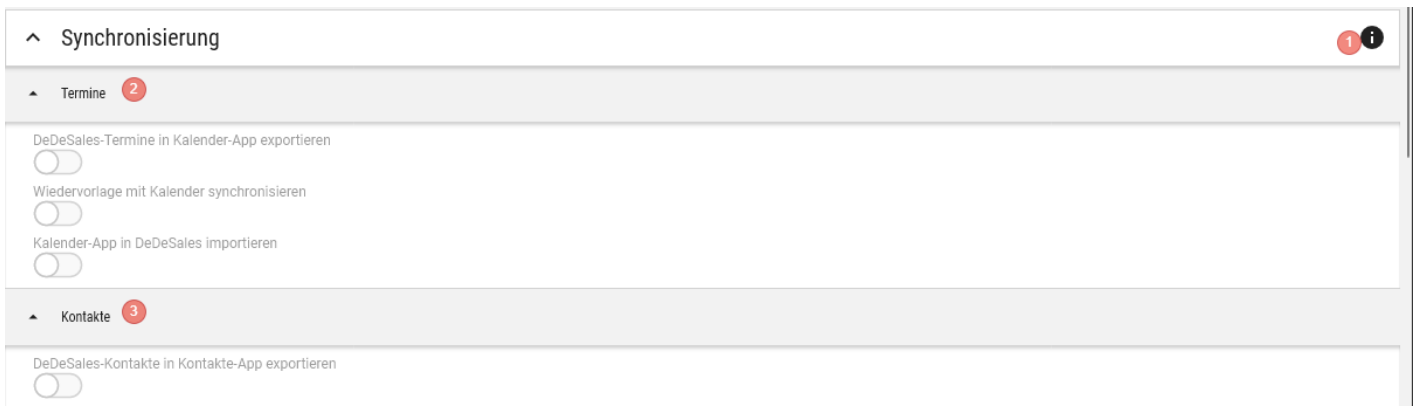 Synchronisierung
1
Termine 2
DeDeSales-Termine in Kalender-App exportieren
Wiedervorlage mit Kalender synchronisieren
Kalender-App in DeDeSales importieren
Kontakte 3
DeDeSales-Kontakte in Kontakte-App exportieren